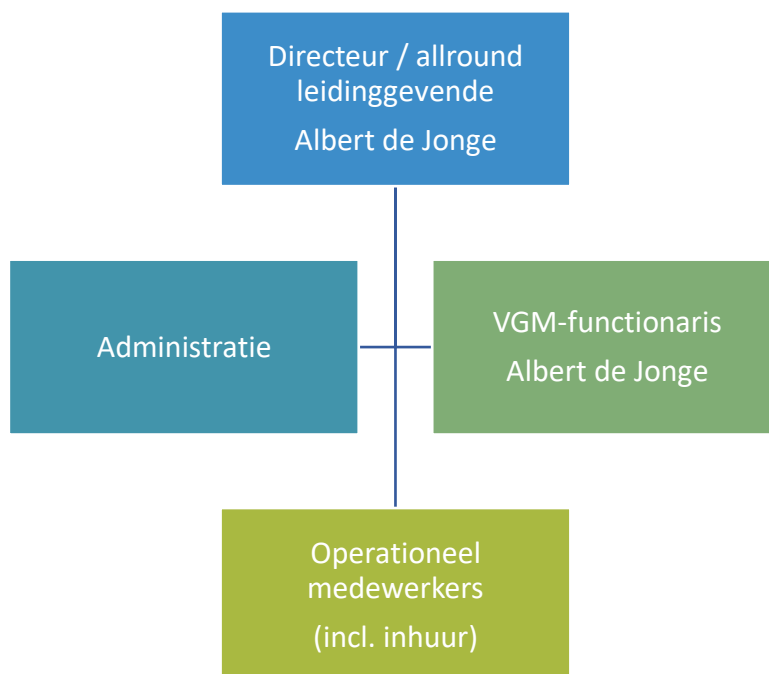 Directeur / allround
leidinggevende
Albert de Jonge
Administratie
VGM-functionaris
Albert de Jonge
Operationeel
medewerkers
(incl. inhuur)